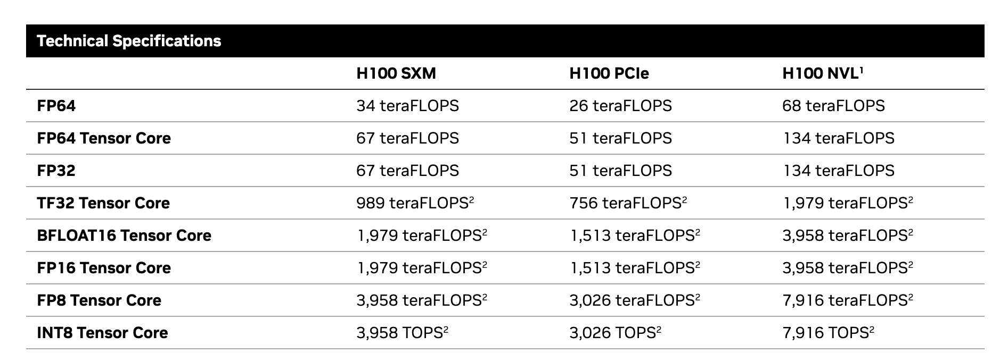 Technical Specifications
H100 SXM H100 PCIe H100 NVL¹
FP64 34 teraFLOPS 26 teraFLOPS 68 teraFLOPS
FP64 Tensor Core 67 teraFLOPS 51 teraFLOPS 134 teraFLOPS
FP32 67 teraFLOPS 51 teraFLOPS 134 teraFLOPS
TF32 Tensor Core 989 teraFLOPS² 756 teraFLOPS² 1,979 teraFLOPS²
BFLOAT16 Tensor Core 1,979 teraFLOPS² 1,513 teraFLOPS² 3,958 teraFLOPS²
FP16 Tensor Core 1,979 teraFLOPS² 1,513 teraFLOPS² 3,958 teraFLOPS²
FP8 Tensor Core 3,958 teraFLOPS² 3,026 teraFLOPS² 7,916 teraFLOPS²
INT8 Tensor Core 3,958 TOPS² 3,026 TOPS² 7,916 TOPS²